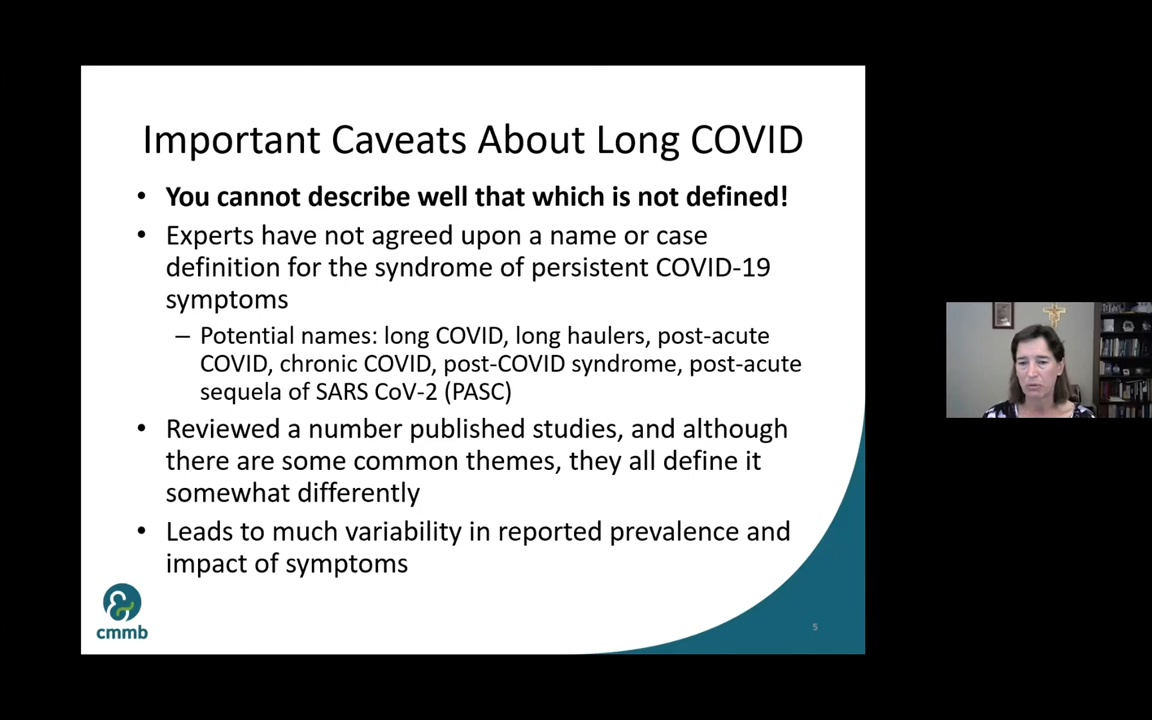 Important Caveats About Long COVID
• You cannot describe well that which is not defined!
• Experts have not agreed upon a name or case
definition for the syndrome of persistent COVID-19
symptoms
– Potential names: long COVID, long haulers, post-acute
COVID, chronic COVID, post-COVID syndrome, post-acute
sequela of SARS CoV-2 (PASC)
• Reviewed a number published studies, and although
there are some common themes, they all define it
somewhat differently
• Leads to much variability in reported prevalence and
impact of symptoms
cmmb
5